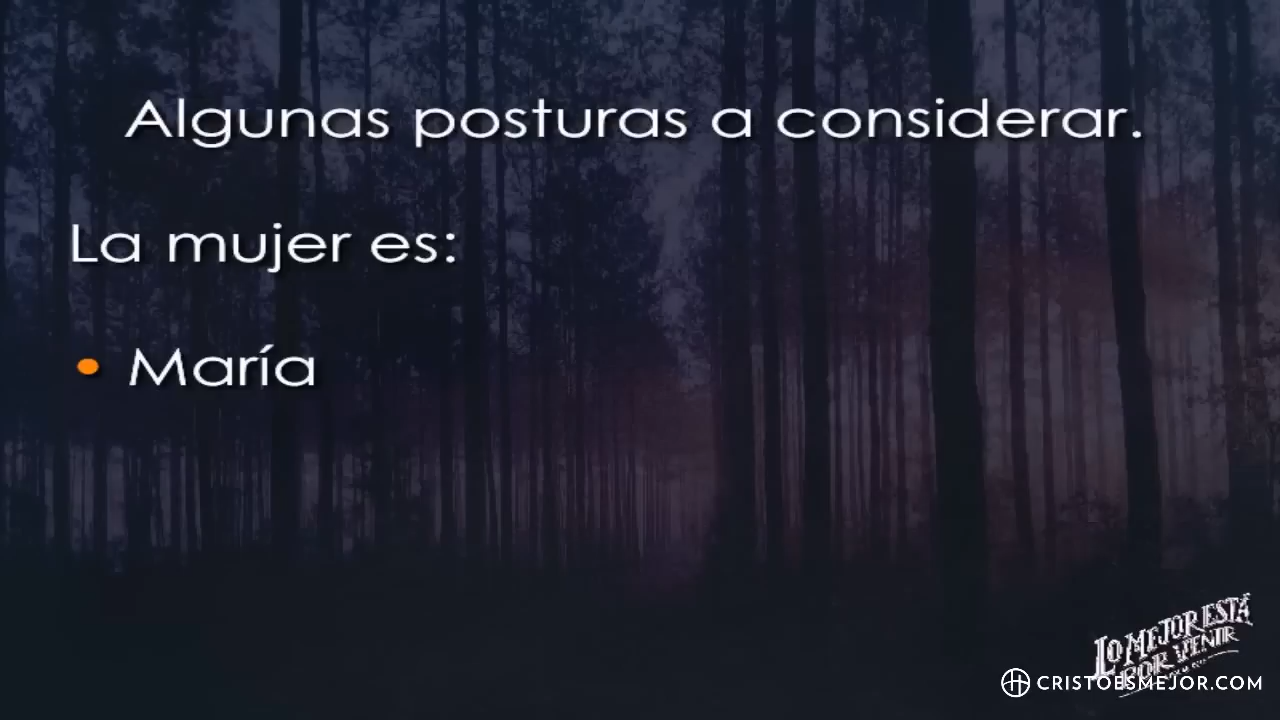 Algunas posturas a considerar.
La mujer es:
• María
LO MEJOR ESTÁ
POR VENIR
CRISTOESMEJOR.COM